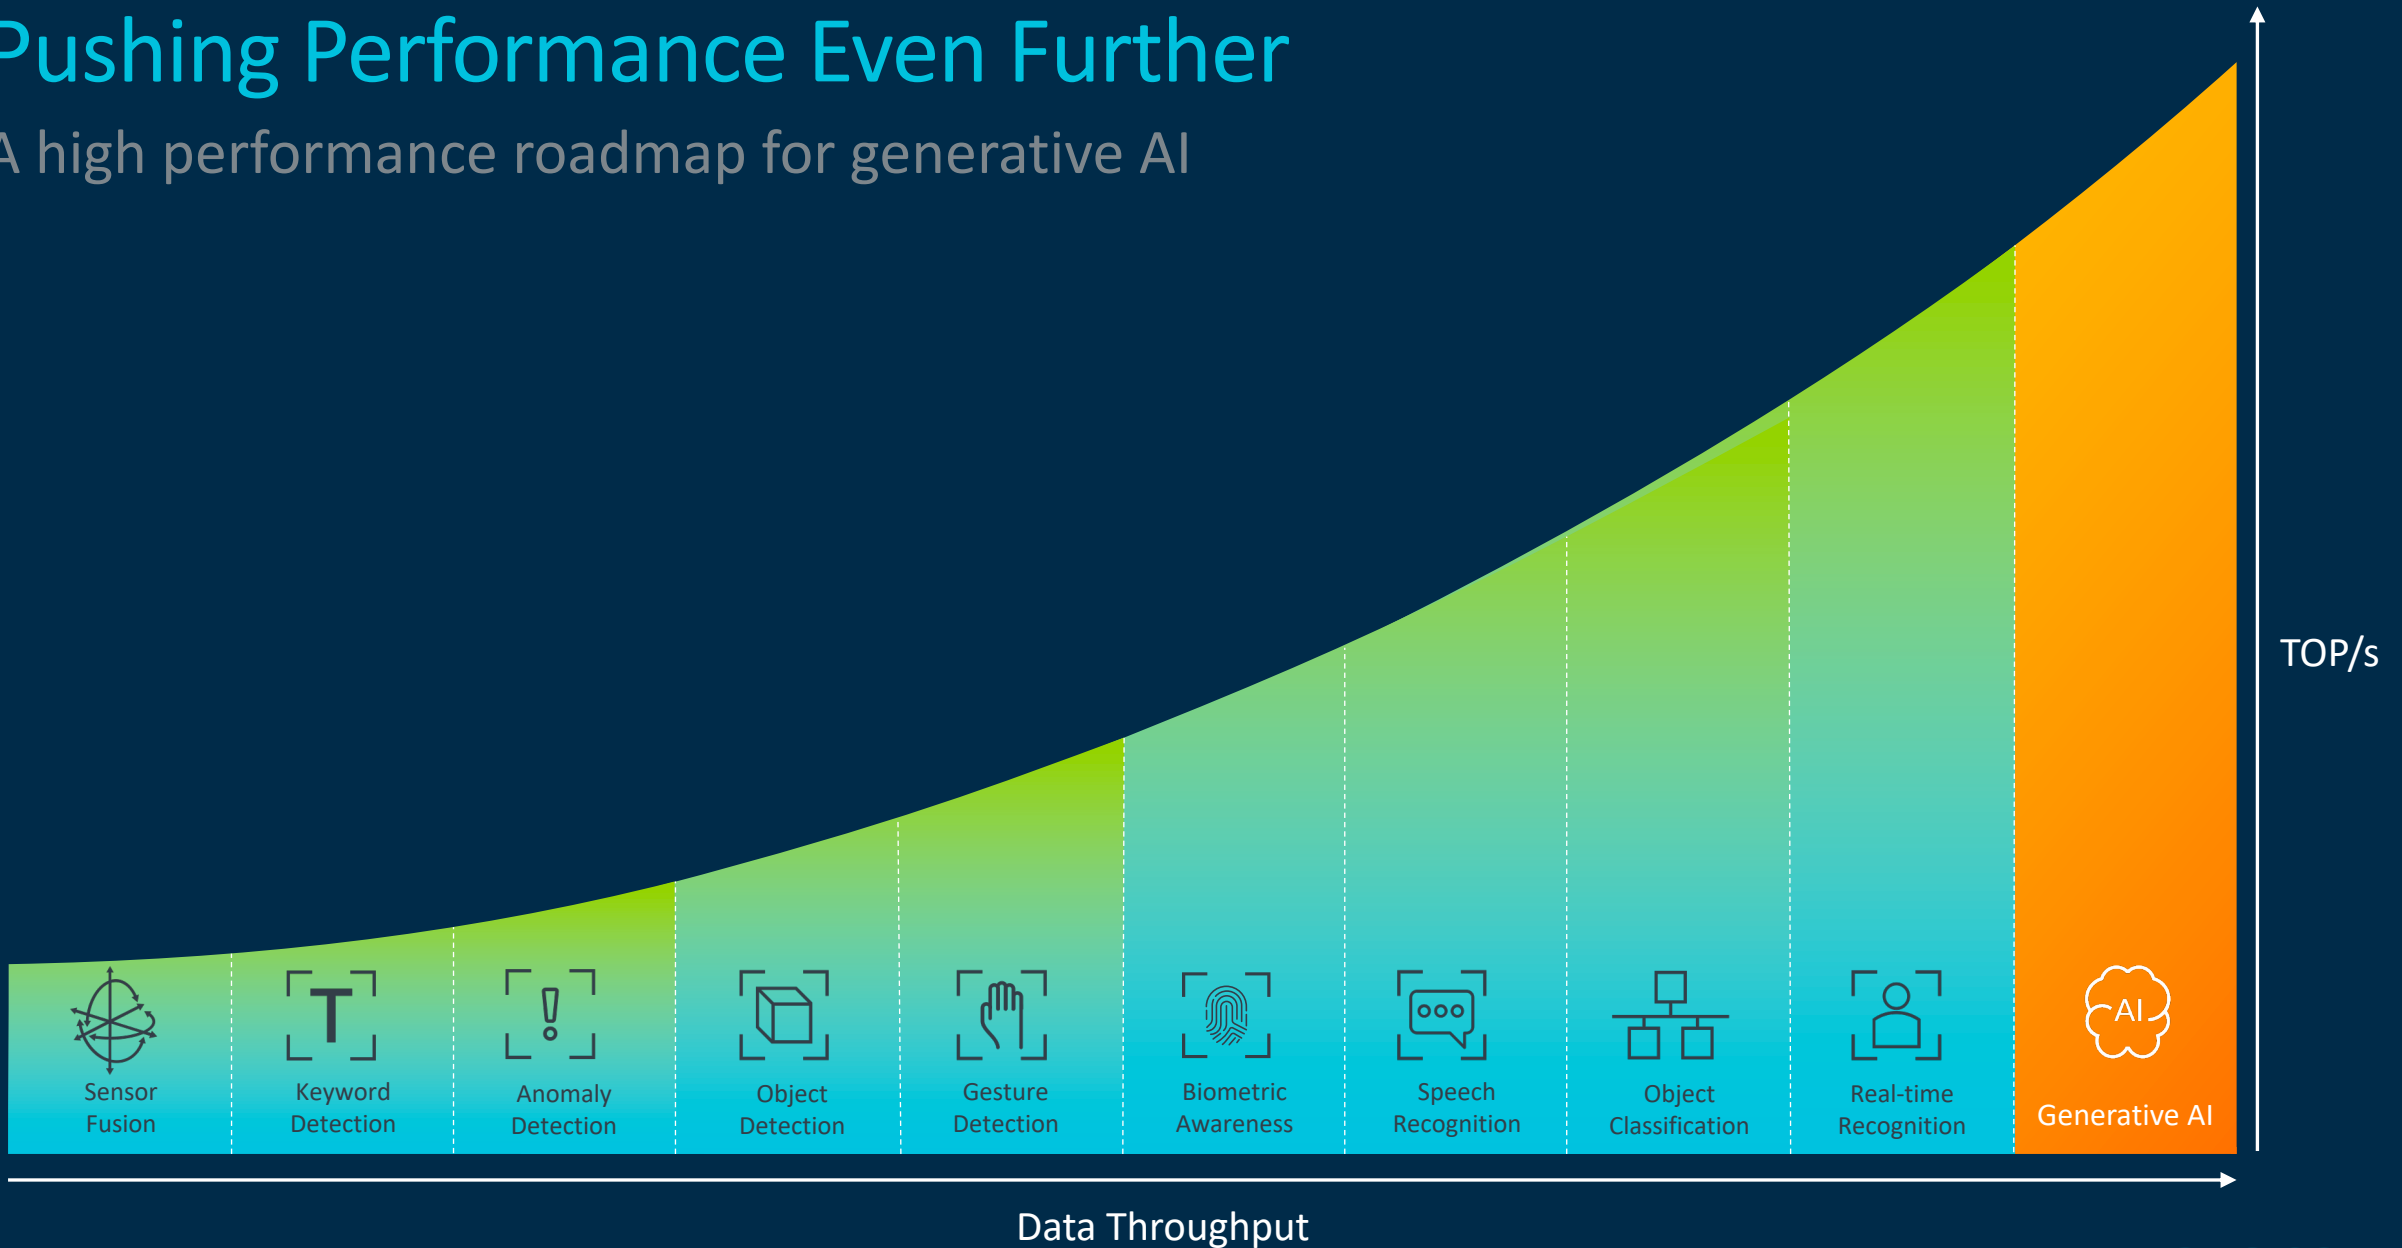 Pushing Performance Even Further
A high performance roadmap for generative AI
TOP/s
T
AI
Sensor
Fusion
Keyword
Detection
Anomaly
Detection
Object
Detection
Gesture
Detection
Biometric
Awareness
Speech
Recognition
Object
Classification
Real-time
Recognition
Generative AI
Data Throughput